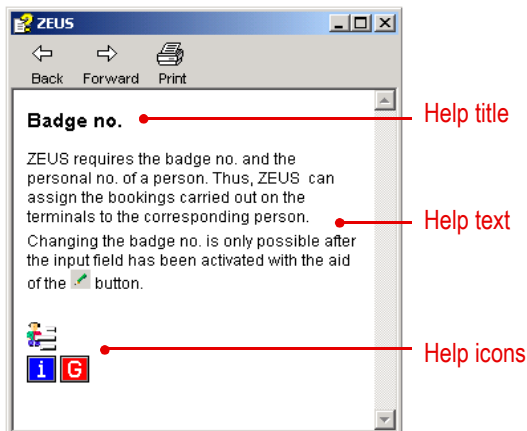 ZEUS
Back Forward Print
Badge no.
Help title
ZEUS requires the badge no. and the
personal no. of a person. Thus, ZEUS can
assign the bookings carried out on the
terminals to the corresponding person.
Help text
Changing the badge no. is only possible after
the input field has been activated with the aid
of the button.
Help icons
i G